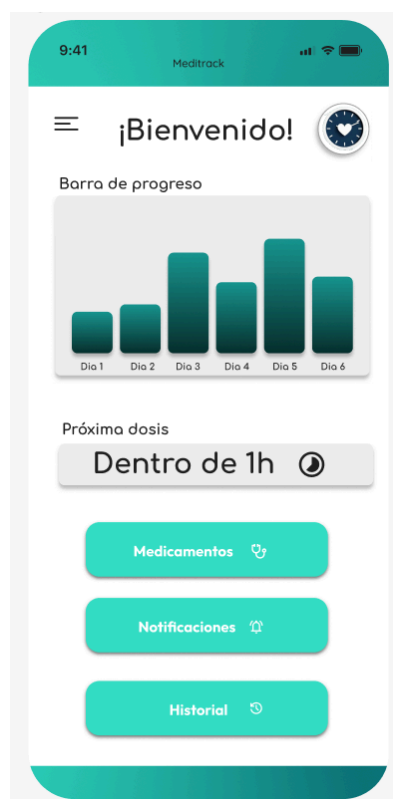 9:41
Meditrack
¡Bienvenido!
Barra de progreso
Dia 1 Dia 2 Dia 3 Dia 4 Dia 5 Dia 6
Próxima dosis
Dentro de 1h
Medicamentos
Notificaciones
Historial